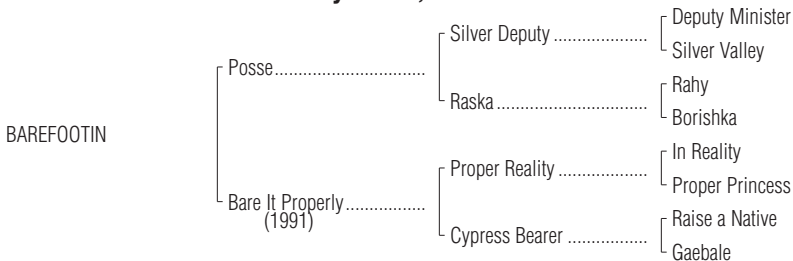 Deputy Minister
Silver Deputy ....................
Silver Valley
Posse................................
Rahy
Raska ................................
Borishka
BAREFOOTIN
In Reality
Proper Reality ...................
Proper Princess
Bare It Properly.................
(1991)
Raise a Native
Cypress Bearer .................
Gaebale